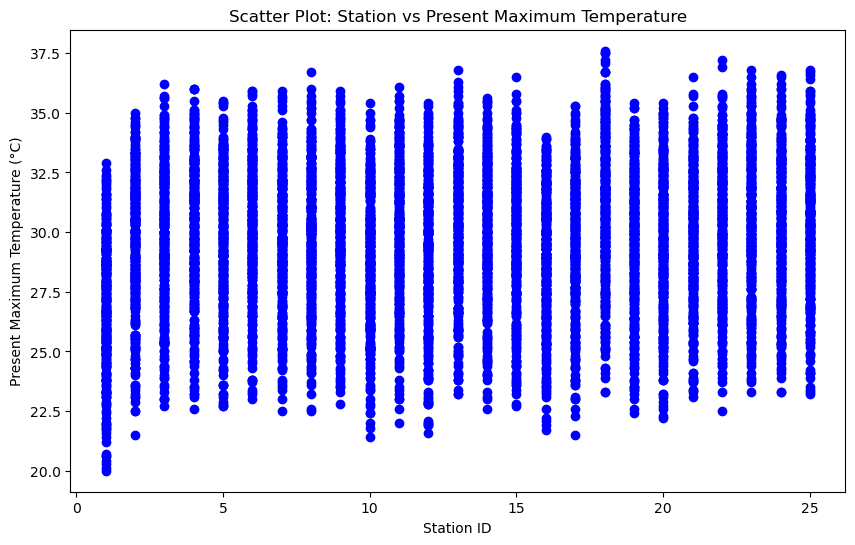 Scatter Plot: Station vs Present Maximum Temperature
Present Maximum Temperature (°C)
37.5
35.0
32.5
30.0
27.5
25.0
22.5
20.0
0 5 10 15 20 25
Station ID